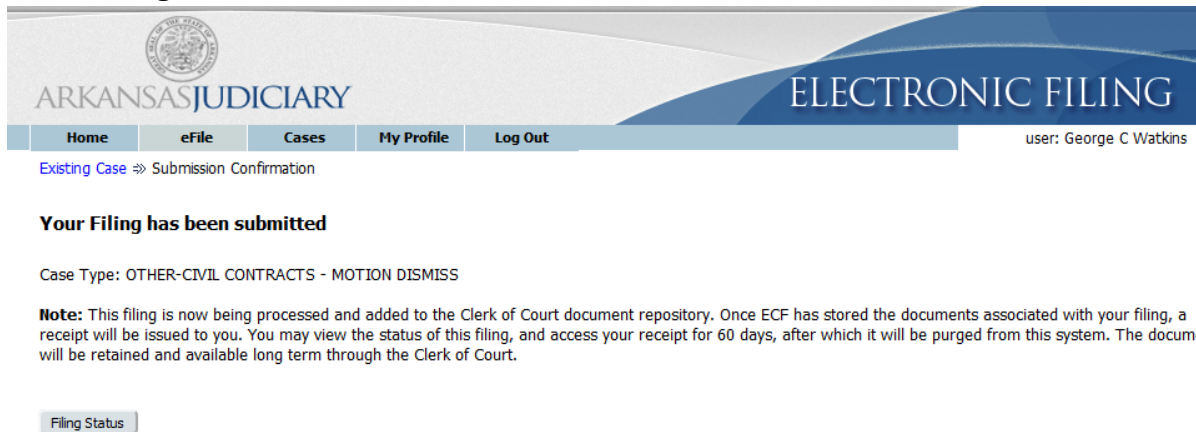 ARKANSASJUDICIARY
ELECTRONIC FILING
Home eFile Cases My Profile Log Out user: George C Watkins
Existing Case ⇒ Submission Confirmation
Your Filing has been submitted
Case Type: OTHER-CIVIL CONTRACTS - MOTION DISMISS
Note: This filing is now being processed and added to the Clerk of Court document repository. Once ECF has stored the documents associated with your filing, a
receipt will be issued to you. You may view the status of this filing, and access your receipt for 60 days, after which it will be purged from this system. The docum
will be retained and available long term through the Clerk of Court.
Filing Status